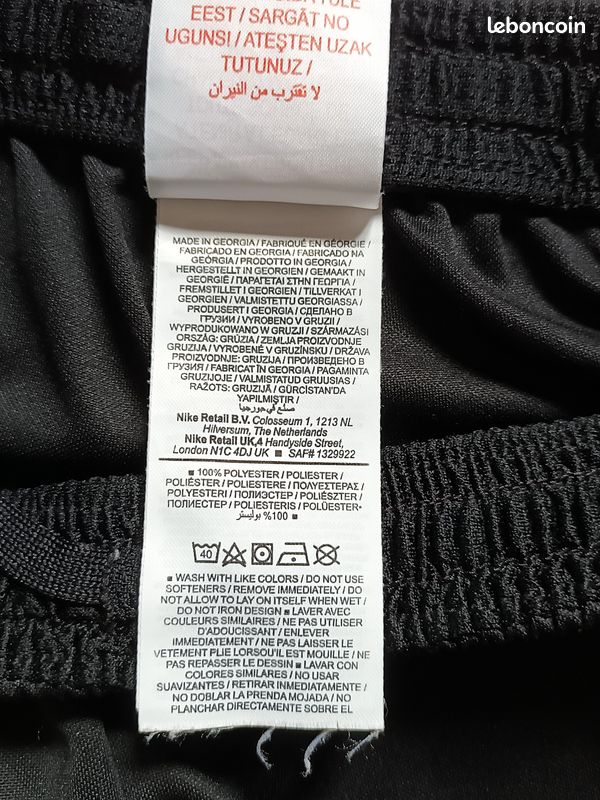 leboncoin
EEST / SARGĀT NO
UGUNSI / ATEŞTEN UZAK
TUTUNUZ /
لا تقترب من النيران
MADE IN GEORGIA / FABRIQUÉ EN GÉORGIE /
FABRICADO EN GEORGIA / FABRICADO NA
GEÓRGIA / PRODOTTO IN GEORGIA /
HERGESTELLT IN GEORGIEN / GEMAAKT IN
GEORGIË / ΠΑΡΑΓΕΤΑΙ ΣΤΗΝ ΓΕΩΡΓΙΑ /
FREMSTILLET I GEORGIEN / TILLVERKAT I
GEORGIEN / VALMISTETTU GEORGIASSA /
PRODUSERT I GEORGIA / СДЕЛАНО В
ГРУЗИИ / VYROBENO V GRUZII /
WYPRODUKOWANO W GRUZJI / SZÁRMAZÁSI
ORSZÁG: GRÚZIA / ZEMLJA PROIZVODNJE
GRUZIJA / VYROBENÉ V GRUZÍNSKU / DRŽAVA
PROIZVODNJE: GRUZIJA / ПРОИЗВЕДЕНО В
ГРУЗИЯ / FABRICAT ÎN GEORGIA / PAGAMINTA
GRUZIJOJE / VALMISTATUD GRUUSIAS /
RAŽOTS: GRUZIJĀ / GÜRCİSTAN'DA
YAPILMIŞTIR /
صنع في جورجيا
Nike Retail B.V. Colosseum 1, 1213 NL
Hilversum, The Netherlands
Nike Retail UK,4 Handyside Street,
London N1C 4DJ UK ■ SAF# 1329922
■ 100% POLYESTER / POLYESTER /
POLIÉSTER / POLIESTERE / ΠΟΛΥΕΣΤΕΡΑΣ /
POLYESTERI / ПОЛИЭСТЕР / POLIÉSZTER /
ПОЛИЕСТЕР / POLIESTERIS / POLÜESTER
100% بوليستر ■
40
■ WASH WITH LIKE COLORS / DO NOT USE
SOFTENERS / REMOVE IMMEDIATELY / DO
NOT ALLOW TO LAY ON ITSELF WHEN WET /
DO NOT IRON DESIGN ■ LAVER AVEC
COULEURS SIMILAIRES / NE PAS UTILISER
D'ADOUCISSANT / ENLEVER
IMMÉDIATEMENT / NE PAS LAISSER LE
VÊTEMENT PLIÉ LORSQU'IL EST MOUILLÉ / NE
PAS REPASSER LE DESSIN ■ LAVAR CON
COLORES SIMILARES / NO USAR
SUAVIZANTES / RETIRAR INMEDIATAMENTE /
NO DOBLAR LA PRENDA MOJADA / NO
PLANCHAR DIRECTAMENTE SOBRE EL